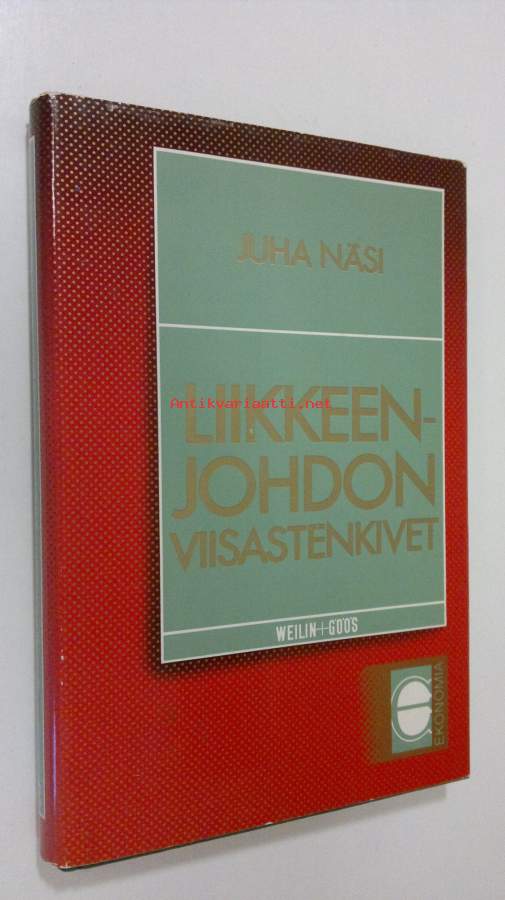 JUHA NÄSI
Antikvariaatti.net
LIIKKEEN-
JOHDON
VIISASTENKIVET
WEILIN+GÖÖS
e
EKONOMIA